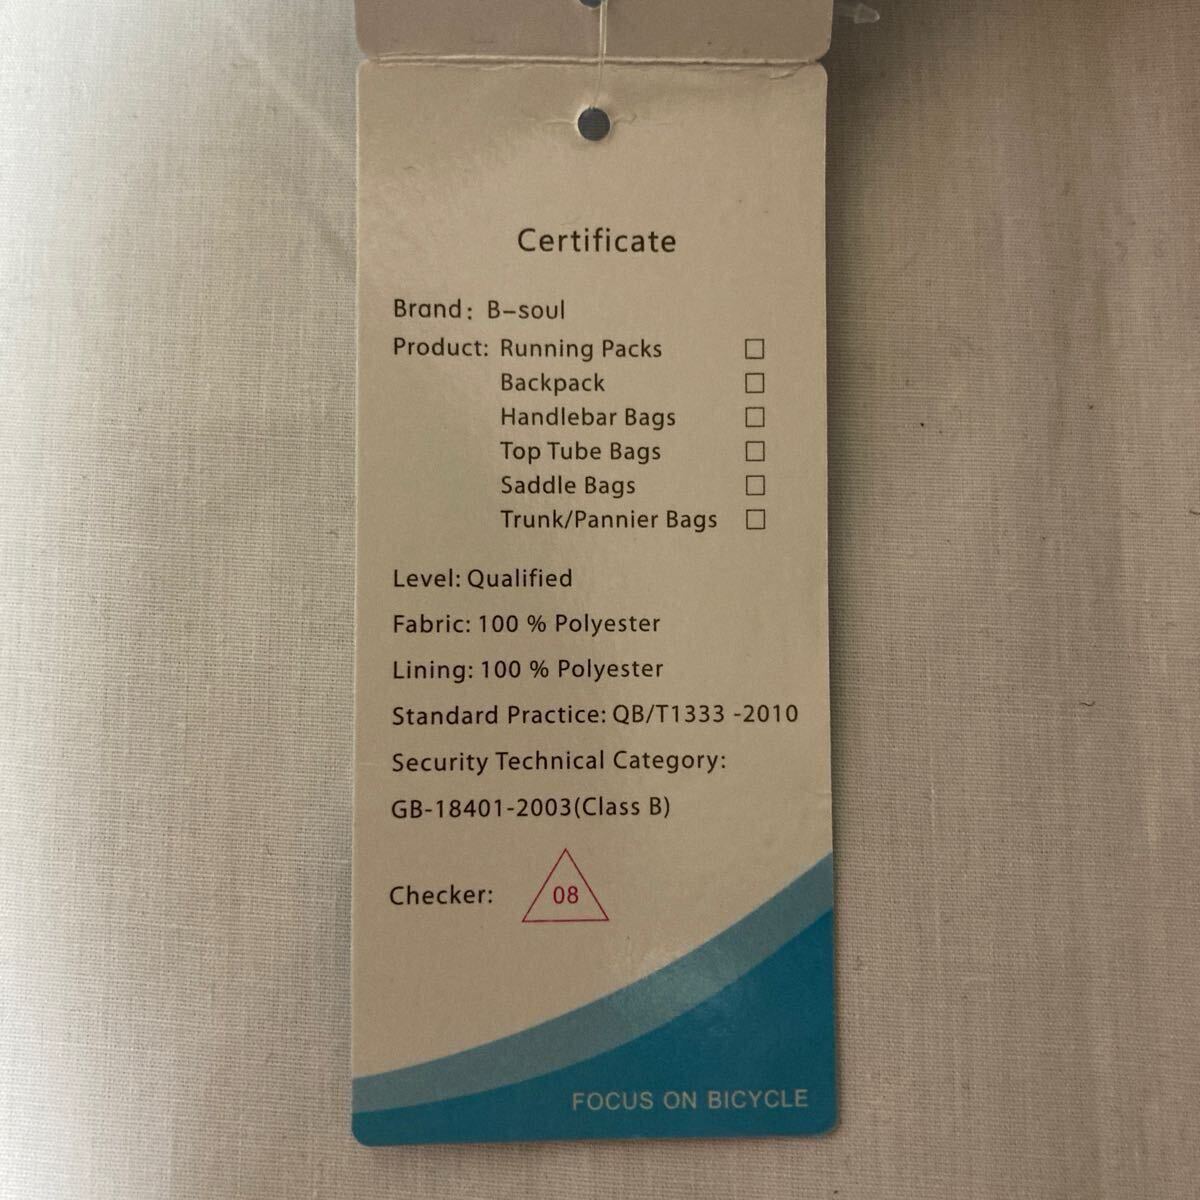 Certificate
Brand: B-soul
Product: Running Packs □
Backpack □
Handlebar Bags □
Top Tube Bags □
Saddle Bags □
Trunk/Pannier Bags □
Level: Qualified
Fabric: 100 % Polyester
Lining: 100 % Polyester
Standard Practice: QB/T1333 -2010
Security Technical Category:
GB-18401-2003(Class B)
Checker: 08
FOCUS ON BICYCLE